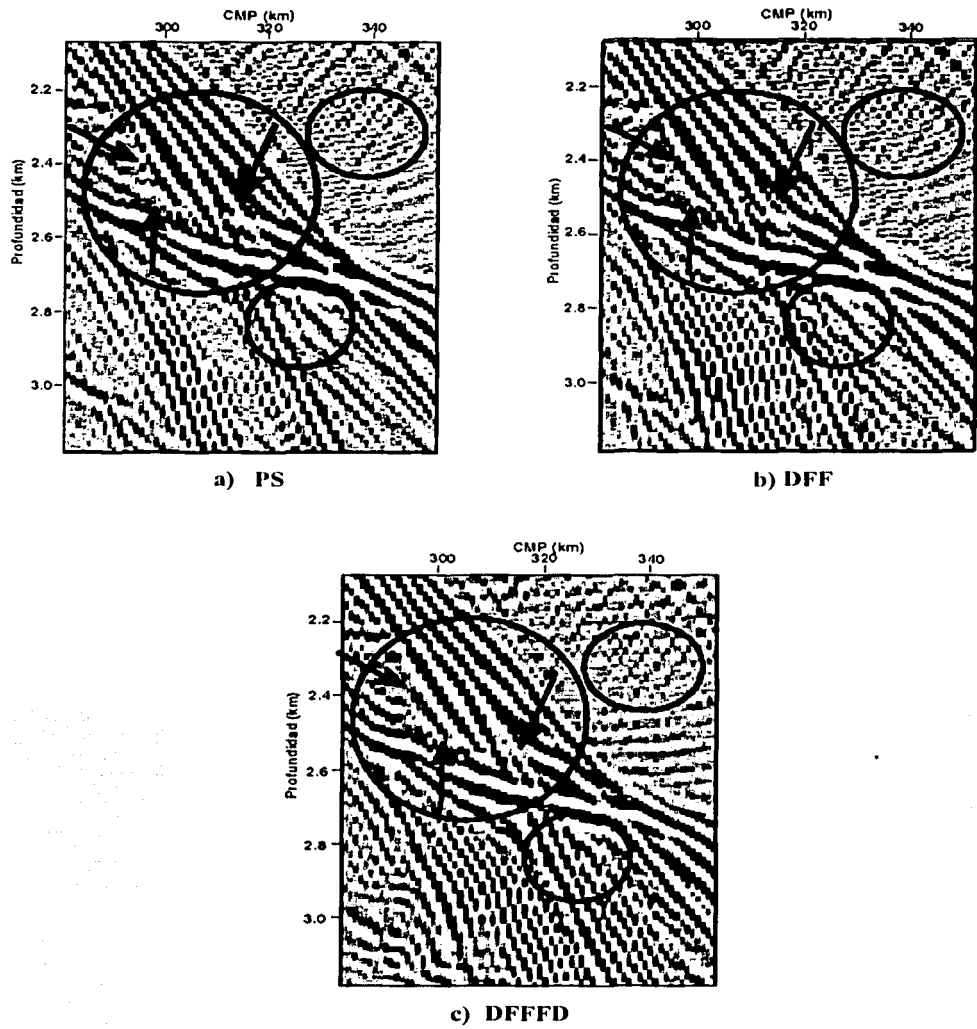 CMP (km)
300 320 340
Profundidad (km)
2.2
2.4
2.6
2.8
3.0
a) PS
CMP (km)
300 320 340
Profundidad (km)
2.2
2.4
2.6
2.8
3.0
b) DFF
CMP (km)
300 320 340
Profundidad (km)
2.2
2.4
2.6
2.8
3.0
c) DFFFD